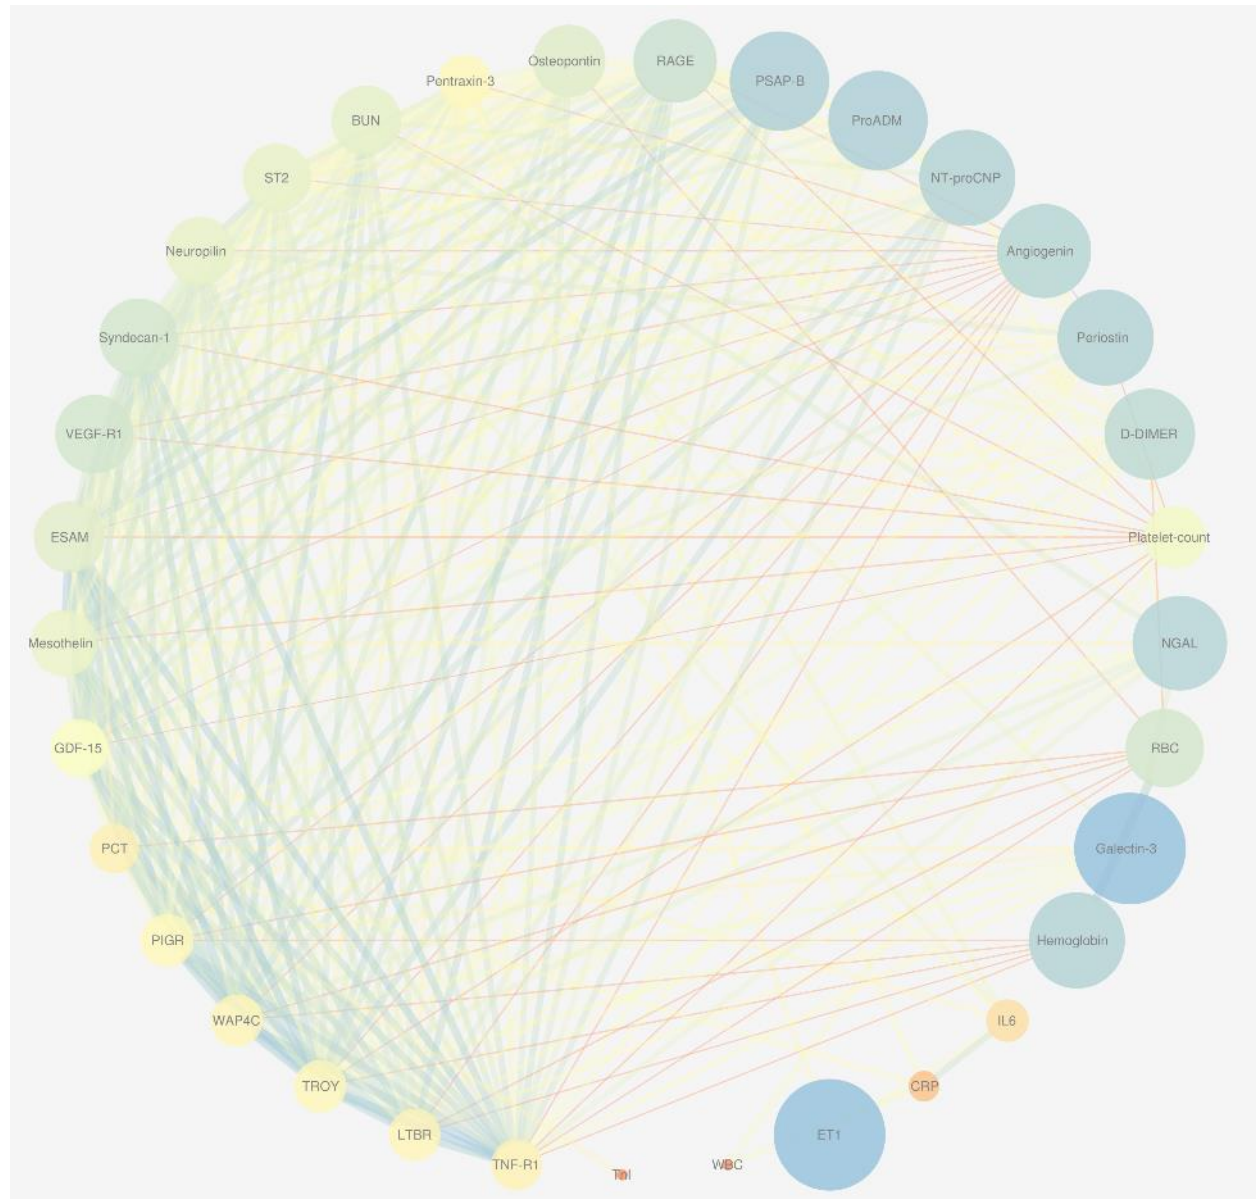 Osteopontin
RAGE
Pentraxin-3
PSAP-B
BUN
ProADM
ST2
NT-proCNP
Neuropilin
Angiogenin
Syndecan-1
Periostin
VEGF-R1
D-DIMER
ESAM
Platelet-count
Mesothelin
NGAL
GDF-15
RBC
PCT
Galectin-3
PIGR
Hemoglobin
WAP4C
IL6
TROY
CRP
LTBR
ET1
TNF-R1
WBC
TnI